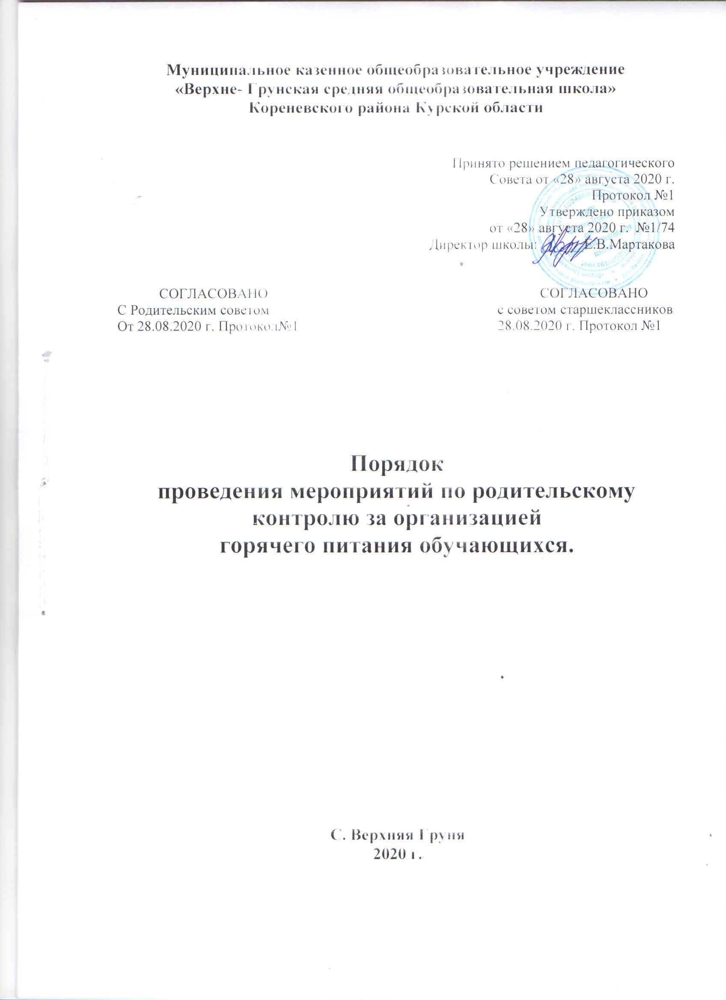 Муниципальное казенное общеобразовательное учреждение
«Верхне- Грунская средняя общеобразовательная школа»
Кореневского района Курской области
Принято решением педагогического
Совета от «28» августа 2020 г.
Протокол №1
Утверждено приказом
от «28» августа 2020 г. №1/74
Директор школы: Е.В.Мартакова
СОГЛАСОВАНО
С Родительским советом
От 28.08.2020 г. Протокол№1
СОГЛАСОВАНО
с советом старшеклассников
28.08.2020 г. Протокол №1
Порядок
проведения мероприятий по родительскому
контролю за организацией
горячего питания обучающихся.
С. Верхняя Груня
2020 г.